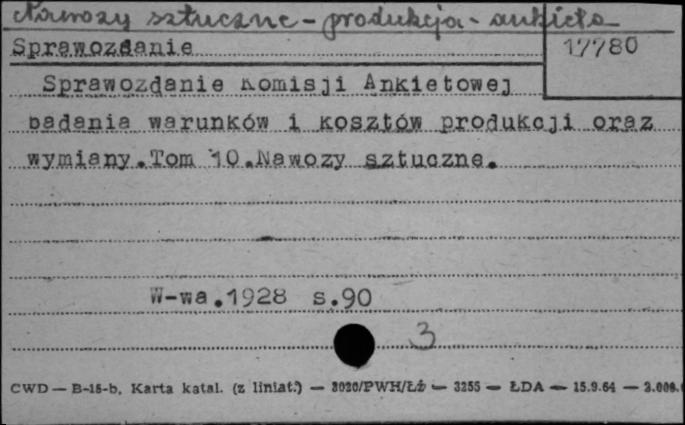 Nawozy sztuczne - produkcja - ankieta
Sprawozdanie
17780
Sprawozdanie Komisji Ankietowej
badania warunków i kosztów produkcji oraz
wymiany.Tom 10.Nawozy sztuczne.
W-wa.1928 s.90
3
CWD — B-15-b, Karta katal. (z liniat.) — 3020/PWH/Łż — 3255 — ŁDA — 15.9.64 — 3.000.